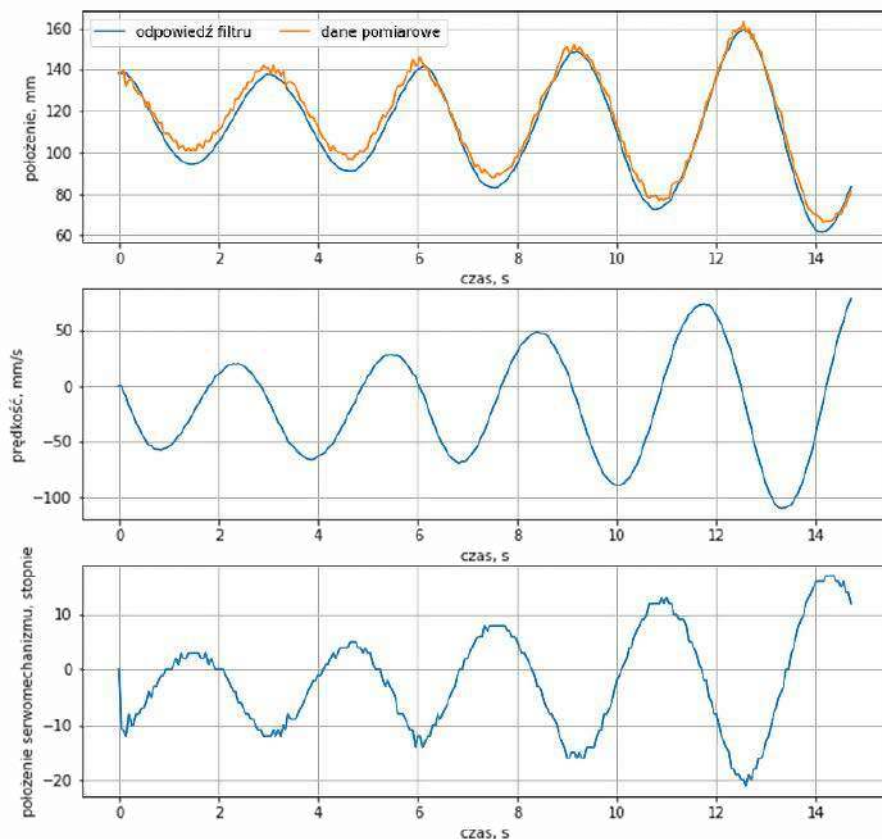 160
140
120
100
80
60
położenie, mm
odpowiedź filtru
dane pomiarowe
0 2 4 6 8 10 12 14
czas, s
50
0
−50
−100
prędkość, mm/s
0 2 4 6 8 10 12 14
czas, s
10
0
−10
−20
położenie serwomechanizmu, stopnie
0 2 4 6 8 10 12 14
czas, s